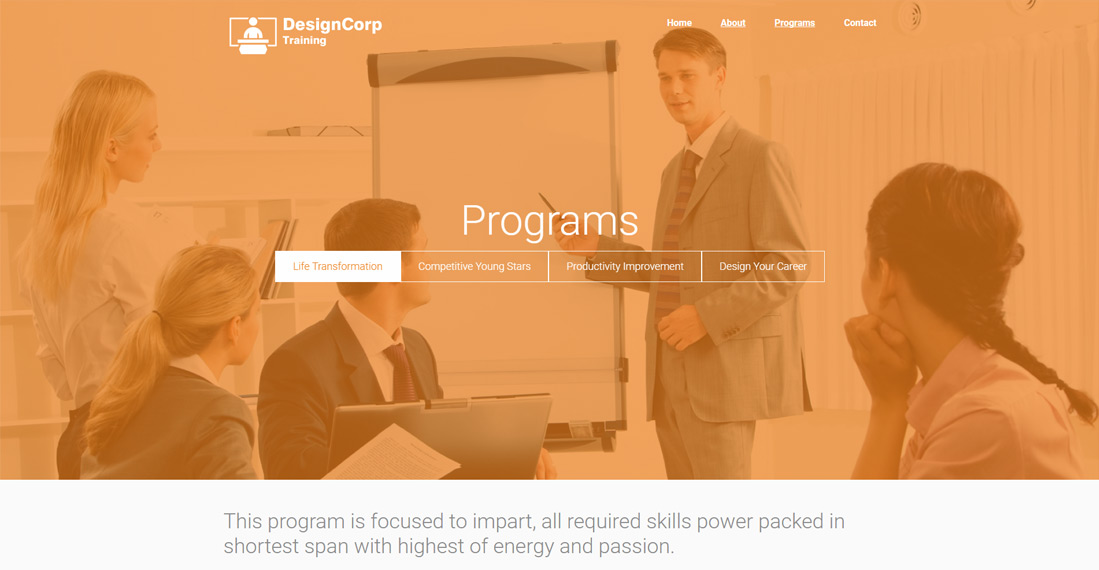 DesignCorp
Training
Home About Programs Contact
Programs
Life Transformation Competitive Young Stars Productivity Improvement Design Your Career
This program is focused to impart, all required skills power packed in
shortest span with highest of energy and passion.